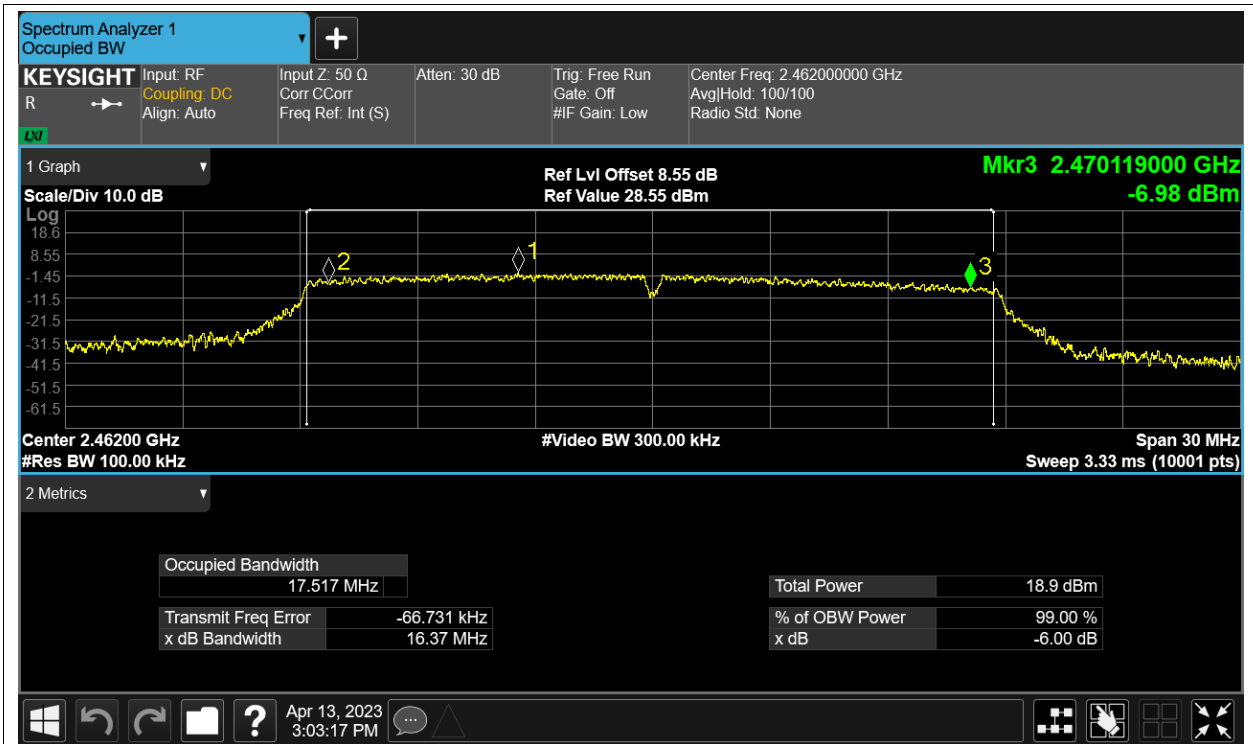 Spectrum Analyzer 1
Occupied BW
KEYSIGHT
R
LXI
Input: RF
Coupling: DC
Align: Auto
Input Z: 50 Ω
Corr CCorr
Freq Ref: Int (S)
Atten: 30 dB
Trig: Free Run
Gate: Off
#IF Gain: Low
Center Freq: 2.462000000 GHz
Avg|Hold: 100/100
Radio Std: None
1 Graph
Scale/Div 10.0 dB
Ref Lvl Offset 8.55 dB
Ref Value 28.55 dBm
Mkr3 2.470119000 GHz
-6.98 dBm
Log
18.6
8.55
-1.45
-11.5
-21.5
-31.5
-41.5
-51.5
-61.5
2
1
3
Center 2.46200 GHz
#Res BW 100.00 kHz
#Video BW 300.00 kHz
Span 30 MHz
Sweep 3.33 ms (10001 pts)
2 Metrics
Occupied Bandwidth
17.517 MHz
Transmit Freq Error -66.731 kHz
x dB Bandwidth 16.37 MHz
Total Power 18.9 dBm
% of OBW Power 99.00 %
x dB -6.00 dB
Apr 13, 2023
3:03:17 PM